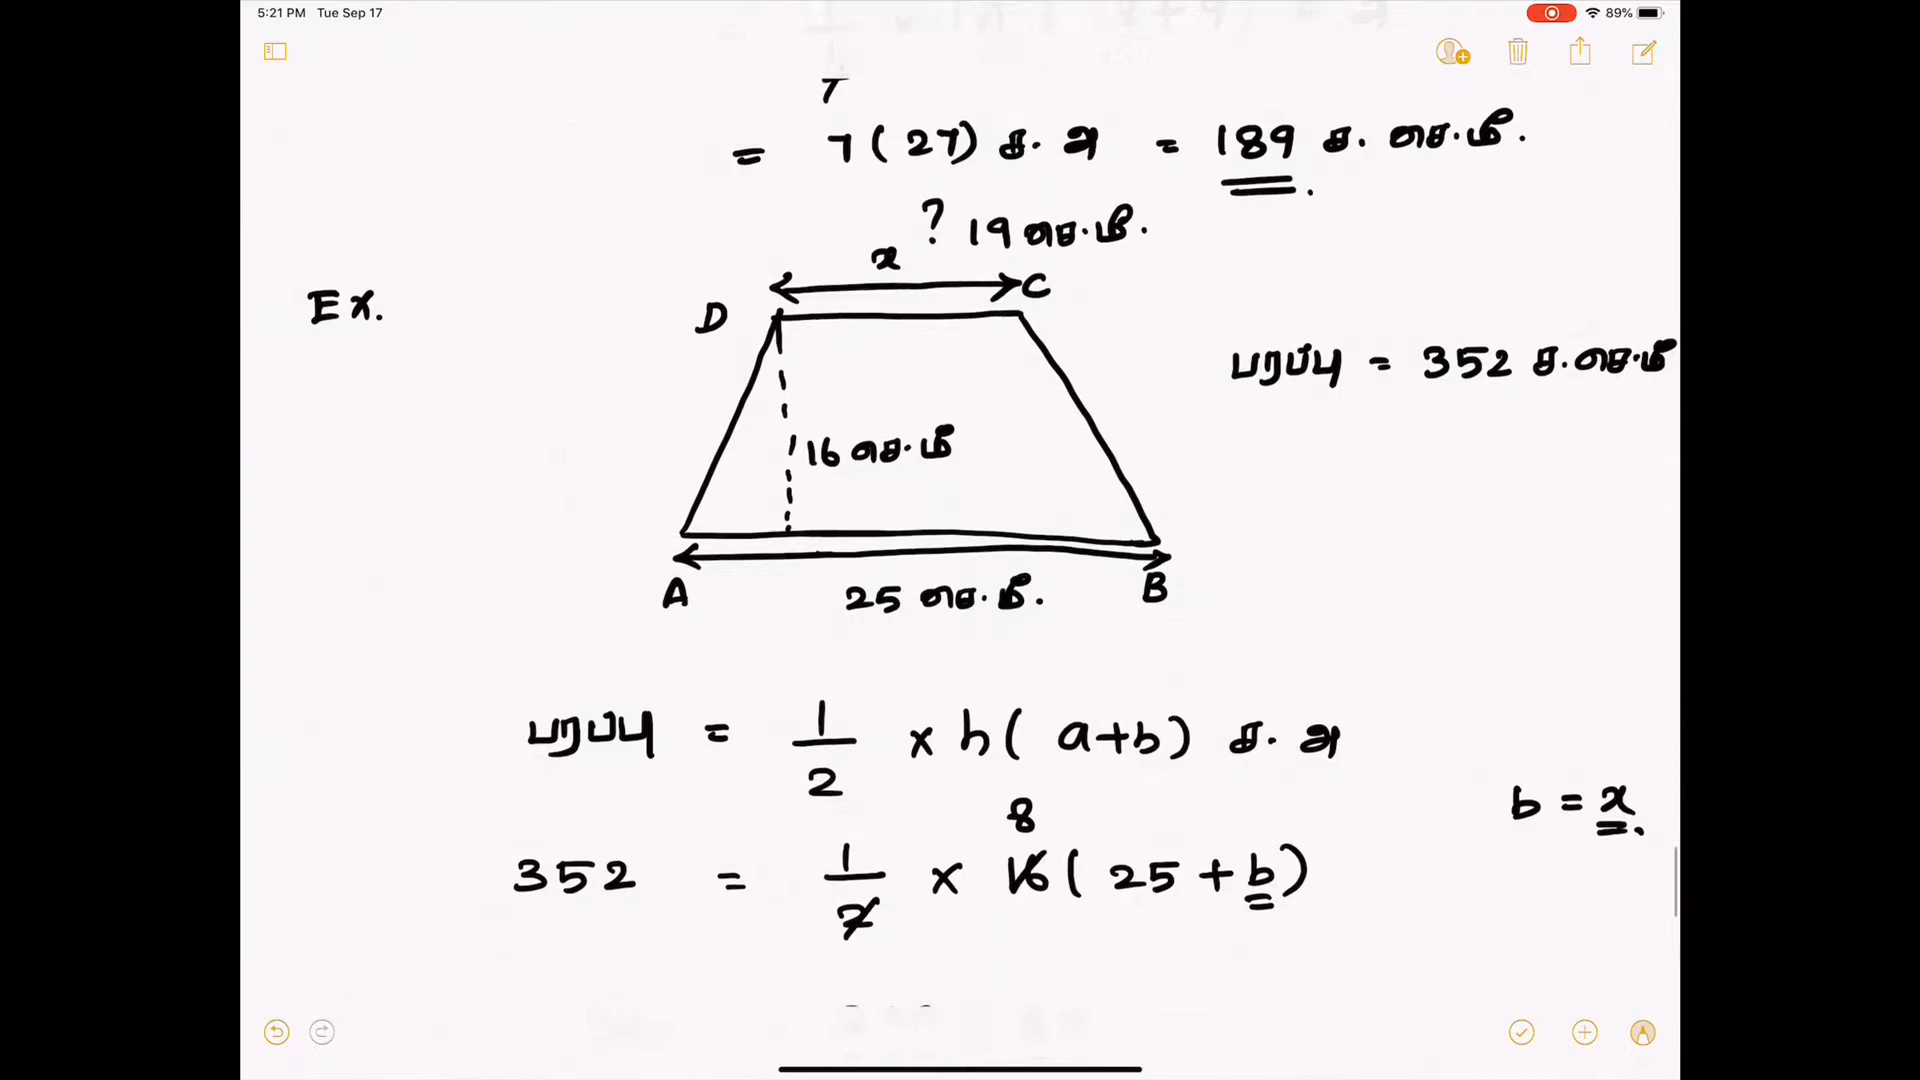 5:21 PM Tue Sep 17
89%
= 7(27) ச.அ = 189 ச.செ.மீ.
? 19 செ.மீ.
x
Ex.
D
C
பரப்பு = 352 ச.செ.மீ
16 செ.மீ
A
25 செ.மீ.
B
பரப்பு = 1/2 x h(a+b) ச.அ
b = x.
8
352 = 1/2 x 16(25+b)